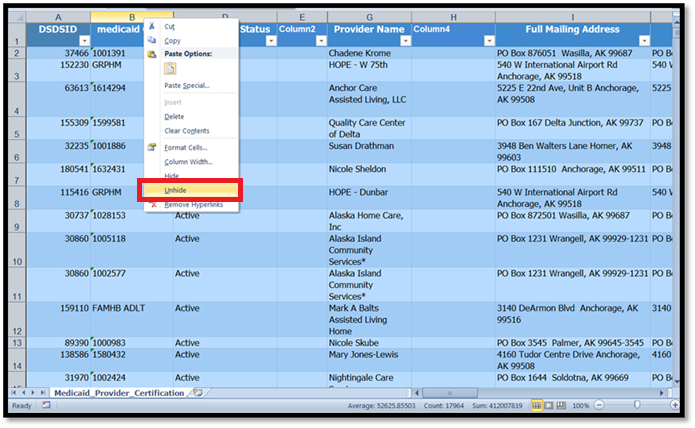 A B D E F G H I
1 DSDSID medicaid Status Column2 Provider Name Column4 Full Mailing Address
2 37466 1001391 Chadene Krome PO Box 876051 Wasilla, AK 99687 PO Bo
3 152230 GRPHM HOPE - W 75th 540 W International Airport Rd 540 W
Anchorage, AK 99518
4 63613 1614294 Anchor Care 5225 E 22nd Ave, Unit B Anchorage, 5225
Assisted Living, LLC AK 99508
5 155309 1599581 Quality Care Center PO Box 167 Delta Junction, AK 99737 PO Bo
of Delta
6 32235 1001886 Susan Drathman 3948 Ben Walters Lane Homer, AK 3948
99603
7 180541 1632431 Nicole Sheldon PO Box 111510 Anchorage, AK 99511 PO Bo
8 115416 GRPHM HOPE - Dunbar 540 W International Airport Rd 540 W
Anchorage, AK 99518
9 30737 1028153 Active Alaska Home Care, PO Box 872501 Wasilla, AK 99687 PO Bo
Inc
10 30860 1005118 Active Alaska Island PO Box 1231 Wrangell, AK 99929-1231 PO Bo
Community
Services*
11 30860 1002577 Active Alaska Island PO Box 1231 Wrangell, AK 99929-1231 PO Bo
Community
Services*
12 159110 FAMHB ADLT Active Mark A Balts 3140 DeArmon Blvd Anchorage, AK 3140
Assisted Living 99516
Home
13 89390 1000983 Active Nicole Skube PO Box 3545 Palmer, AK 99645-3545 PO Bo
14 138586 1580432 Active Mary Jones-Lewis 4160 Tudor Centre Drive Anchorage, 4160
AK 99508
31970 1002424 Active Nightingale Care PO Box 1644 Soldotna, AK 99669 PO Bo
Cut
Copy
Paste Options:
Paste Special...
Insert
Delete
Clear Contents
Format Cells...
Column Width...
Hide
Unhide
Remove Hyperlinks
Medicaid_Provider_Certification
Ready Average: 52625.85503 Count: 17964 Sum: 412007819 100%